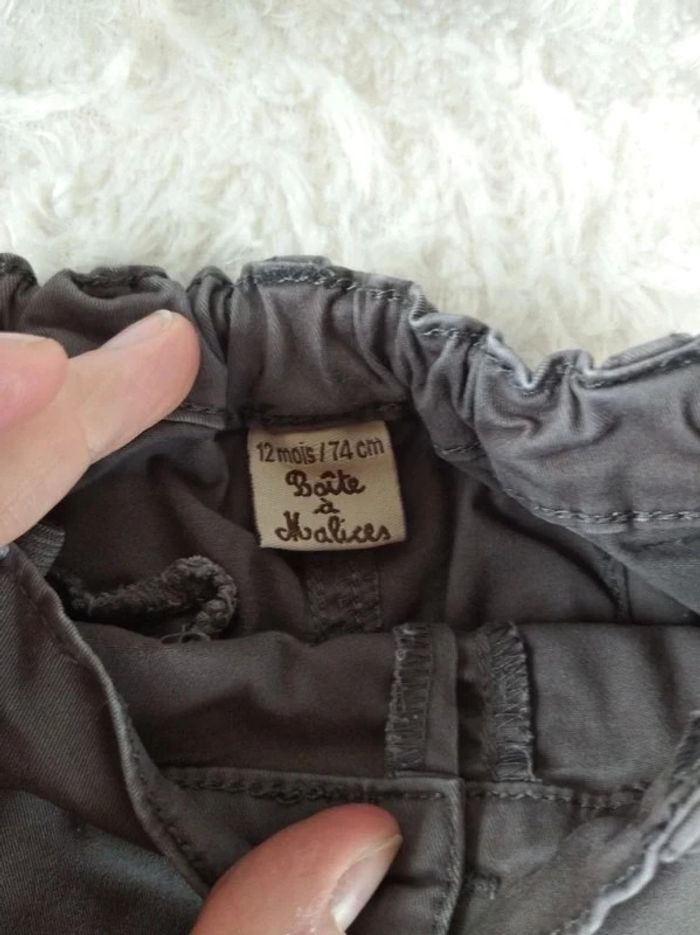 12 mois / 74 cm
Boîte
à
Malices